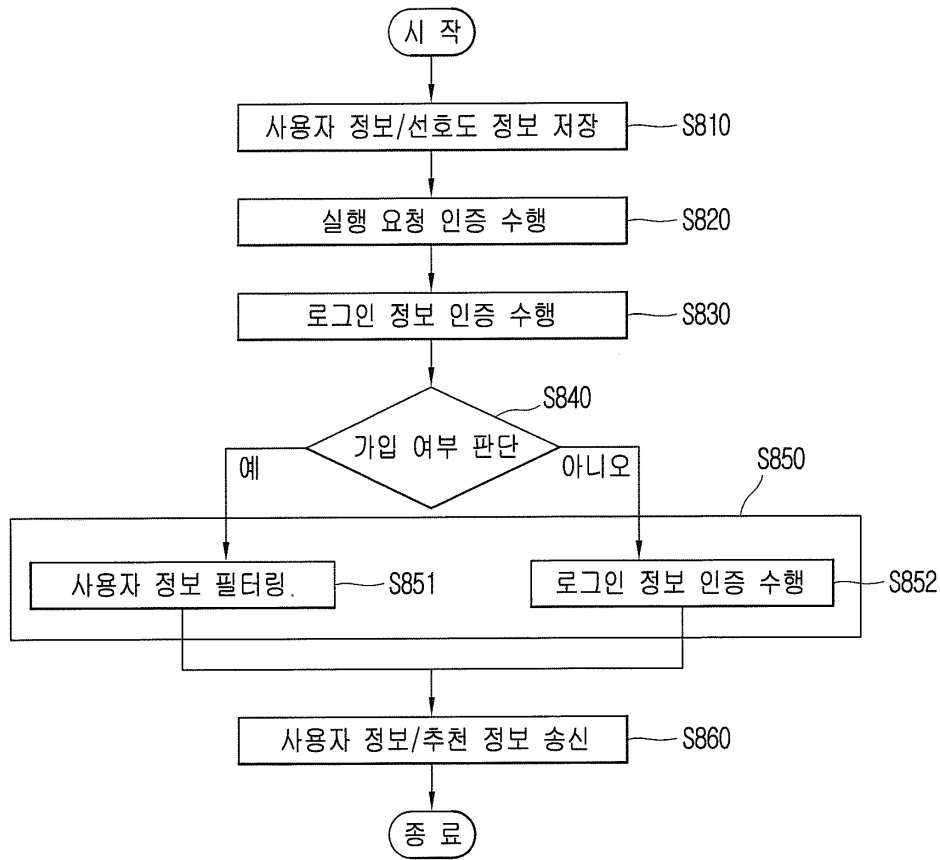 시 작
사용자 정보/선호도 정보 저장
S810
실행 요청 인증 수행
S820
로그인 정보 인증 수행
S830
S840
가입 여부 판단
예
아니오
S850
사용자 정보 필터링.
S851
로그인 정보 인증 수행
S852
사용자 정보/추천 정보 송신
S860
종 료